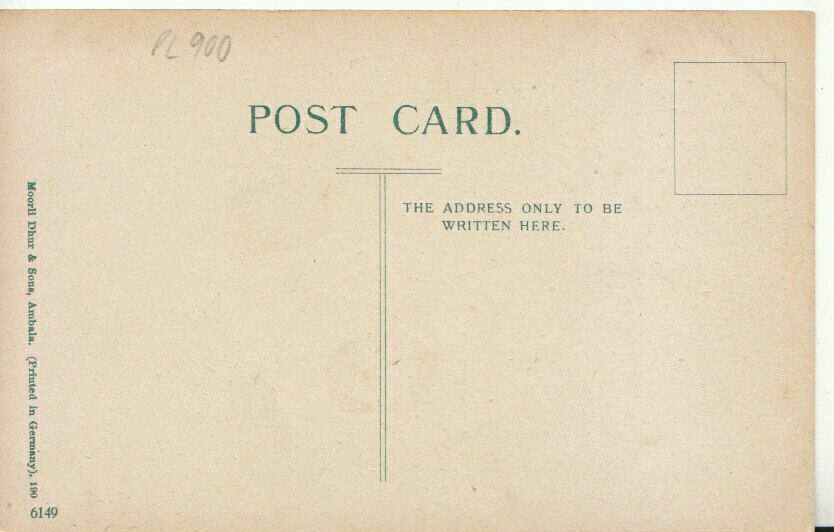 PL 900
POST CARD.
THE ADDRESS ONLY TO BE
WRITTEN HERE.
Moorli Dhur & Sons, Ambala. (Printed in Germany). 190
6149